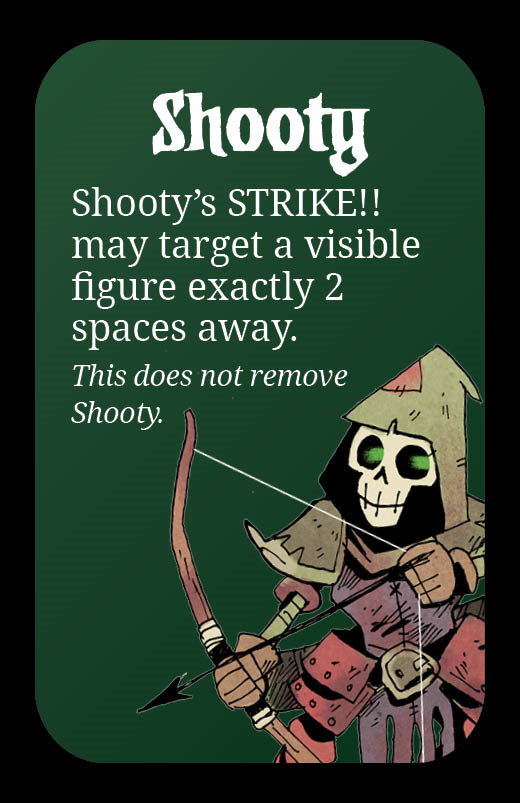 Shooty
Shooty’s STRIKE!!
may target a visible
figure exactly 2
spaces away.
This does not remove
Shooty.